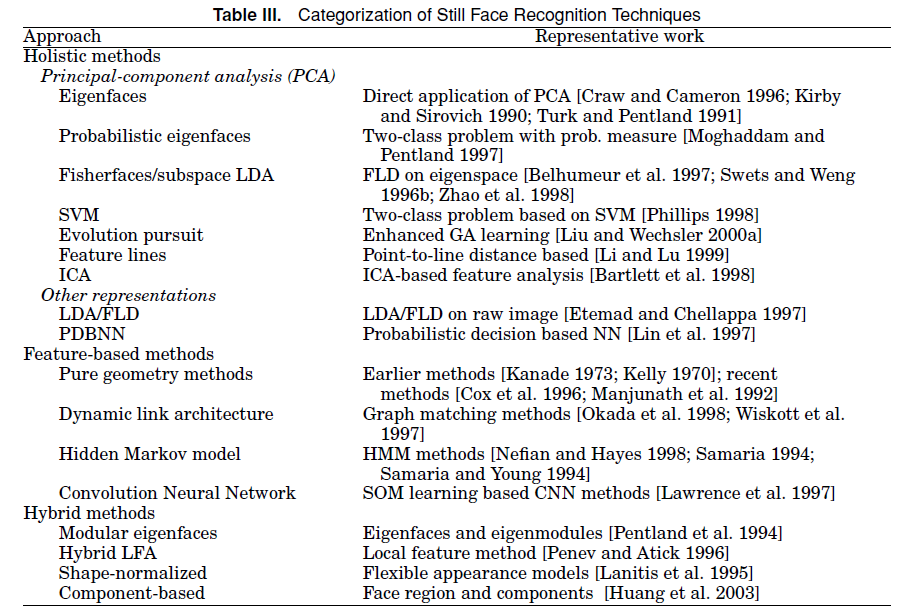 Table III. Categorization of Still Face Recognition Techniques
Approach Representative work
Holistic methods
Principal-component analysis (PCA)
Eigenfaces Direct application of PCA [Craw and Cameron 1996; Kirby
and Sirovich 1990; Turk and Pentland 1991]
Probabilistic eigenfaces Two-class problem with prob. measure [Moghaddam and
Pentland 1997]
Fisherfaces/subspace LDA FLD on eigenspace [Belhumeur et al. 1997; Swets and Weng
1996b; Zhao et al. 1998]
SVM Two-class problem based on SVM [Phillips 1998]
Evolution pursuit Enhanced GA learning [Liu and Wechsler 2000a]
Feature lines Point-to-line distance based [Li and Lu 1999]
ICA ICA-based feature analysis [Bartlett et al. 1998]
Other representations
LDA/FLD LDA/FLD on raw image [Etemad and Chellappa 1997]
PDBNN Probabilistic decision based NN [Lin et al. 1997]
Feature-based methods
Pure geometry methods Earlier methods [Kanade 1973; Kelly 1970]; recent
methods [Cox et al. 1996; Manjunath et al. 1992]
Dynamic link architecture Graph matching methods [Okada et al. 1998; Wiskott et al.
1997]
Hidden Markov model HMM methods [Nefian and Hayes 1998; Samaria 1994;
Samaria and Young 1994]
Convolution Neural Network SOM learning based CNN methods [Lawrence et al. 1997]
Hybrid methods
Modular eigenfaces Eigenfaces and eigenmodules [Pentland et al. 1994]
Hybrid LFA Local feature method [Penev and Atick 1996]
Shape-normalized Flexible appearance models [Lanitis et al. 1995]
Component-based Face region and components [Huang et al. 2003]